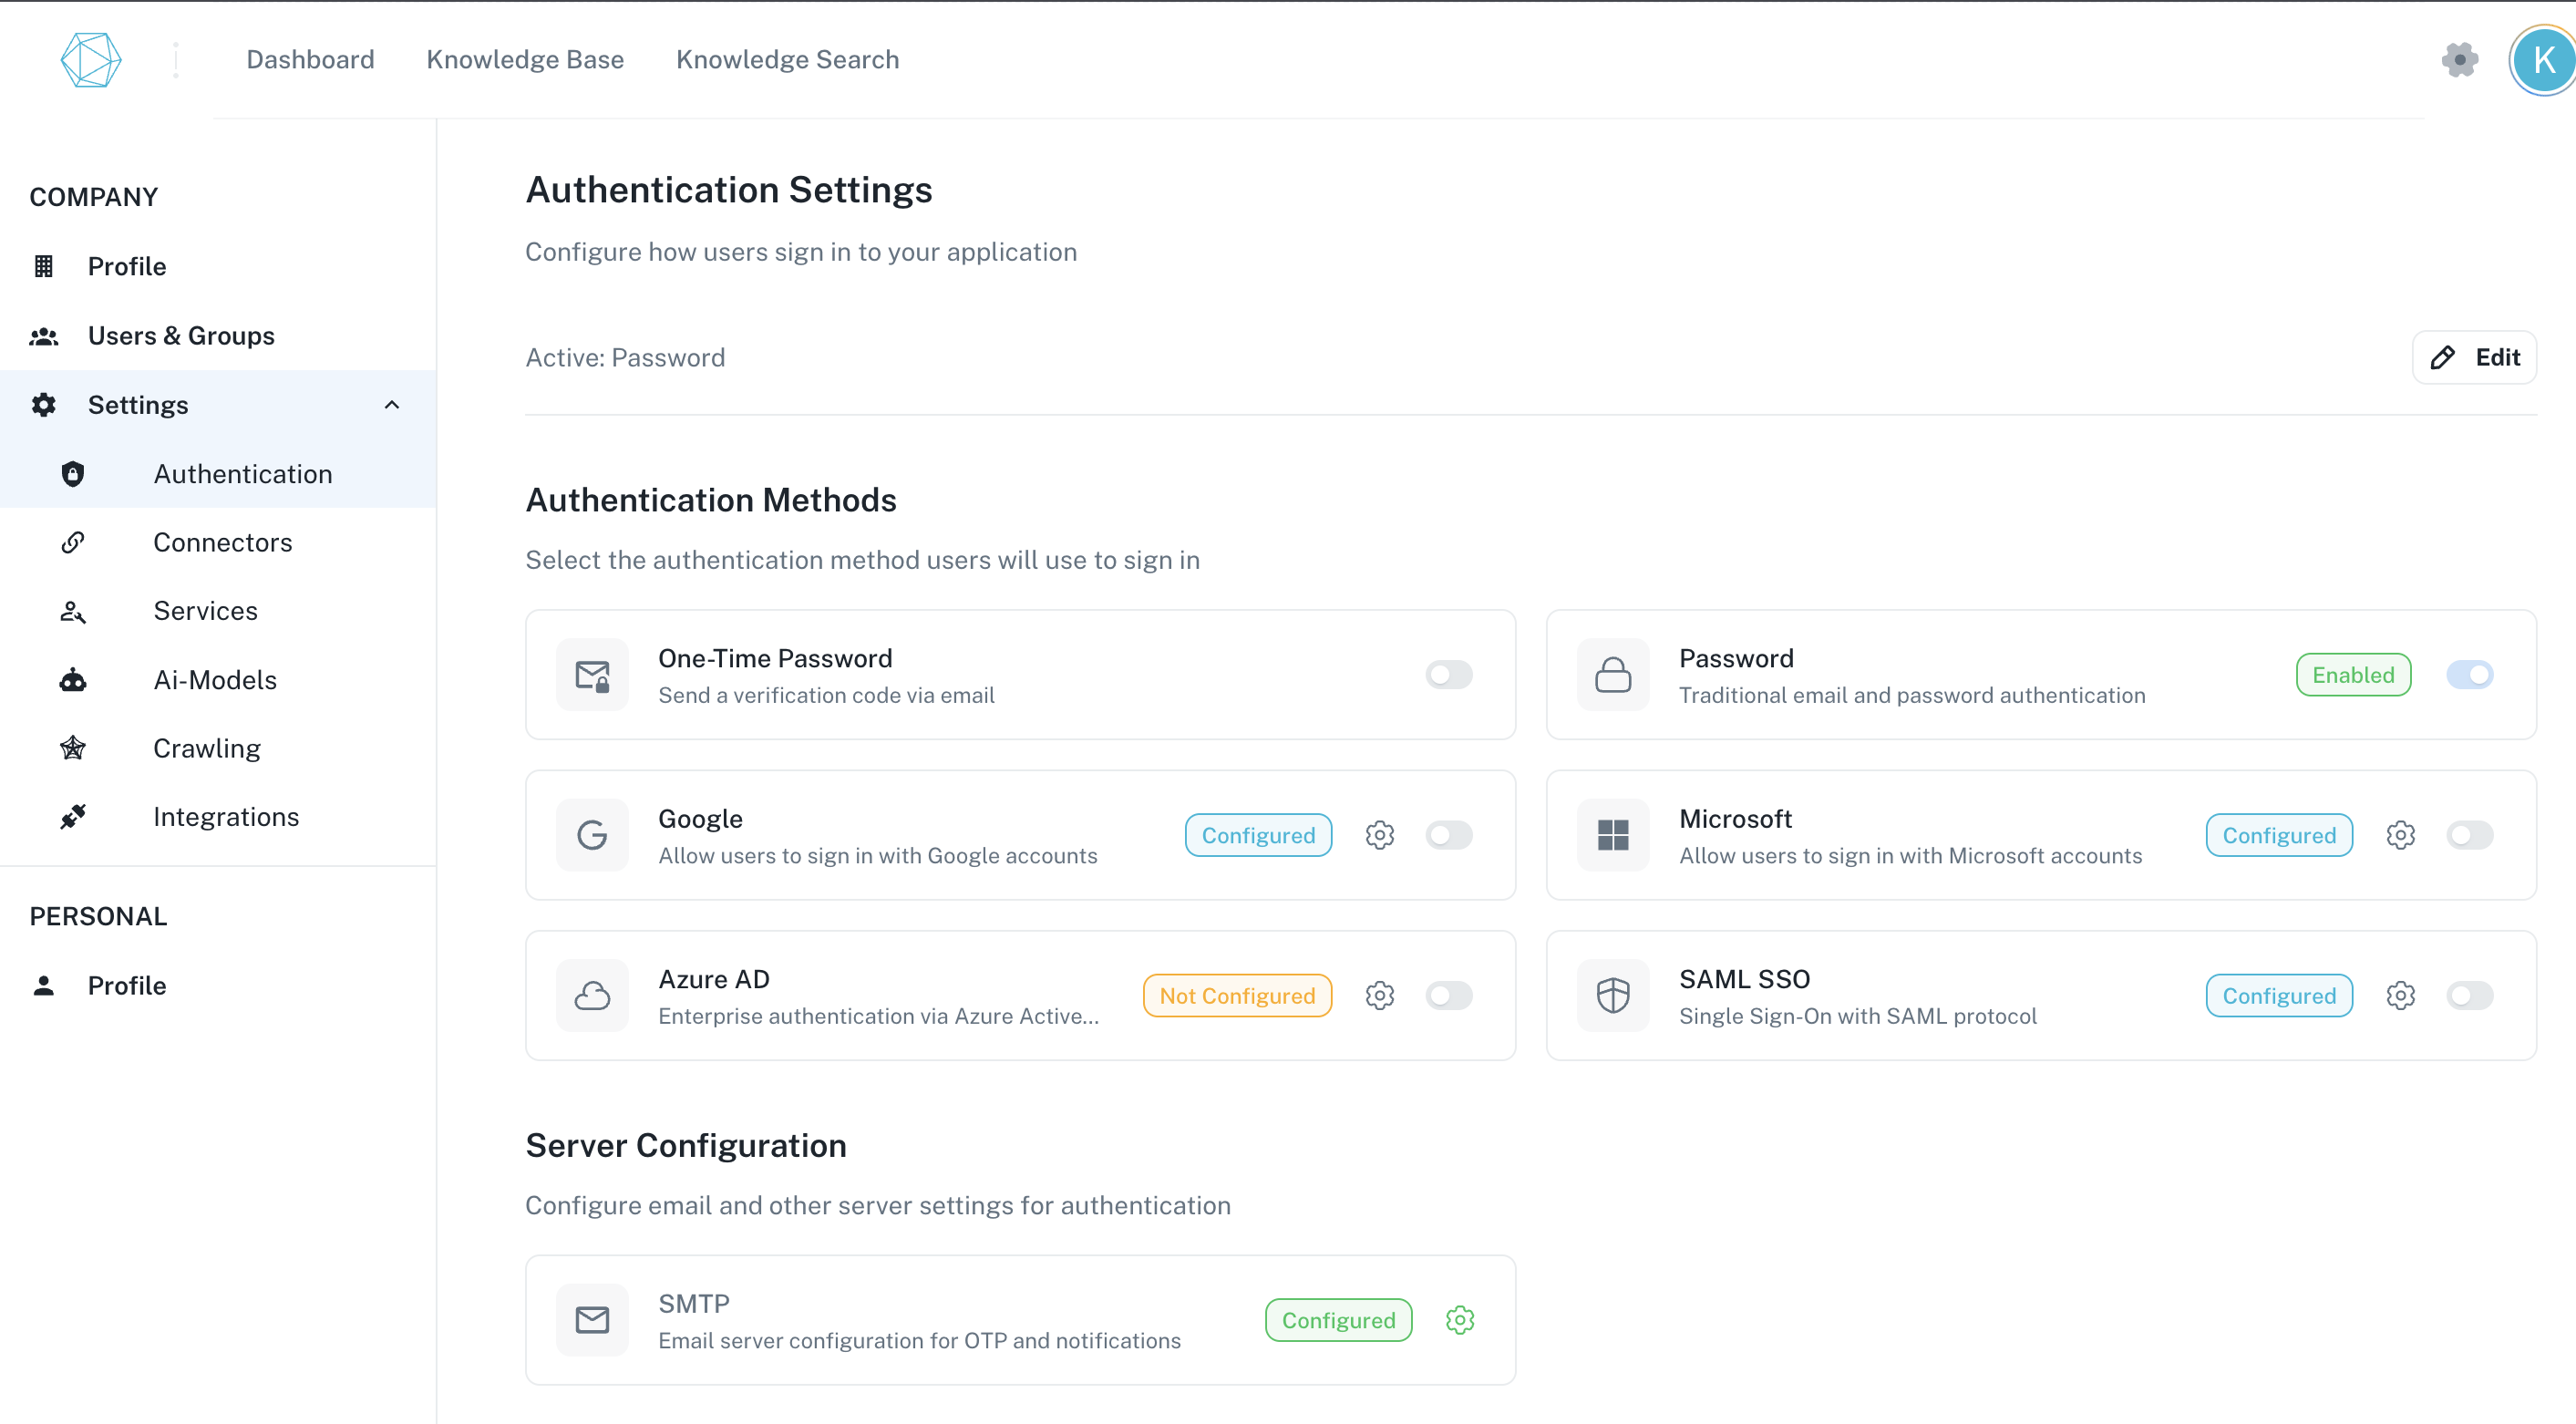 Dashboard
Knowledge Base
Knowledge Search
K
COMPANY
Profile
Users & Groups
Settings
Authentication
Connectors
Services
Ai-Models
Crawling
Integrations
PERSONAL
Profile
Authentication Settings
Configure how users sign in to your application
Active: Password
Edit
Authentication Methods
Select the authentication method users will use to sign in
One-Time Password
Send a verification code via email
Password
Traditional email and password authentication
Enabled
Google
Allow users to sign in with Google accounts
Configured
Microsoft
Allow users to sign in with Microsoft accounts
Configured
Azure AD
Enterprise authentication via Azure Active...
Not Configured
SAML SSO
Single Sign-On with SAML protocol
Configured
Server Configuration
Configure email and other server settings for authentication
SMTP
Email server configuration for OTP and notifications
Configured